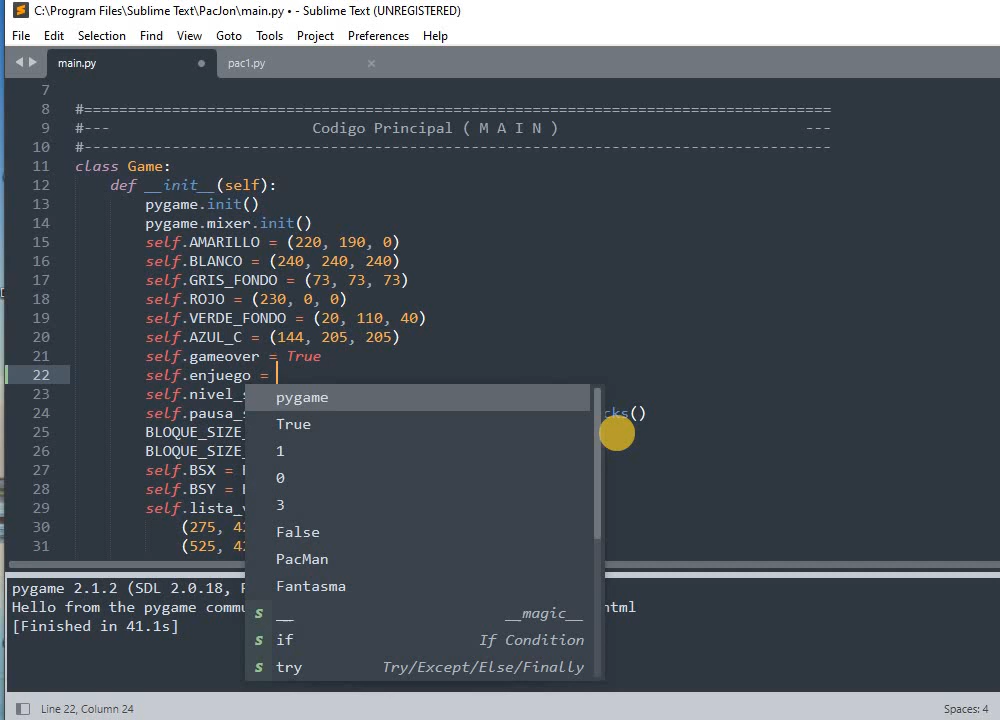 C:\Program Files\Sublime Text\PacJon\main.py • - Sublime Text (UNREGISTERED)
File Edit Selection Find View Goto Tools Project Preferences Help
main.py pac1.py
7
8 #=====================================================================================
9 #--- Codigo Principal ( M A I N ) ---
10 #-------------------------------------------------------------------------------------
11 class Game:
12 def __init__(self):
13 pygame.init()
14 pygame.mixer.init()
15 self.AMARILLO = (220, 190, 0)
16 self.BLANCO = (240, 240, 240)
17 self.GRIS_FONDO = (73, 73, 73)
18 self.ROJO = (230, 0, 0)
19 self.VERDE_FONDO = (20, 110, 40)
20 self.AZUL_C = (144, 205, 205)
21 self.gameover = True
22 self.enjuego =
23 self.nivel_
24 self.pausa_ cks()
25 BLOQUE_SIZE_
26 BLOQUE_SIZE_
27 self.BSX =
28 self.BSY =
29 self.lista_
30 (275,
31 (525,
pygame
True
1
0
3
False
PacMan
Fantasma
s __ __magic__
s if If Condition
s try Try/Except/Else/Finally
pygame 2.1.2 (SDL 2.0.18,
Hello from the pygame commu html
[Finished in 41.1s]
Line 22, Column 24 Spaces: 4